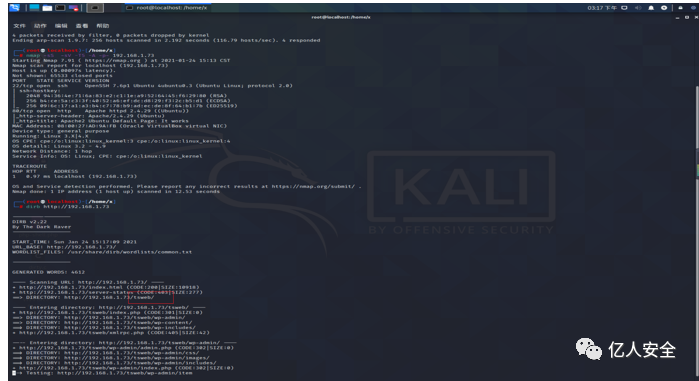 root@localhost: /home/x
03:17 下午
root@localhost:/home/x
文件 动作 编辑 查看 帮助
4 packets received by filter, 0 packets dropped by kernel
Ending arp-scan 1.9.7: 256 hosts scanned in 2.192 seconds (116.79 hosts/sec). 4 responded
(root localhost)-[/home/x]
192.168.1.73
Starting Nmap 7.91 ( https://nmap.org ) at 2021-01-24 15:13 CST
Nmap scan report for localhost (192.168.1.73)
Host is up (0.00097s latency).
Not shown: 65533 closed ports
PORT STATE SERVICE VERSION
22/tcp open ssh OpenSSH 7.6p1 Ubuntu 4ubuntu0.3 (Ubuntu Linux; protocol 2.0)
| ssh-hostkey:
(RSA)
(ECDSA)
(ED25519)
80/tcp open http Apache httpd 2.4.29 ((Ubuntu))
|_http-server-header: Apache/2.4.29 (Ubuntu)
|_http-title: Apache2 Ubuntu Default Page: It works
MAC Address: (Oracle VirtualBox virtual NIC)
Device type: general purpose
Running: Linux 3.X|4.X
OS CPE: cpe:/o:linux:linux_kernel:3 cpe:/o:linux:linux_kernel:4
OS details: Linux 3.2 - 4.9
Network Distance: 1 hop
Service Info: OS: Linux; CPE: cpe:/o:linux:linux_kernel
TRACEROUTE
HOP RTT ADDRESS
1 0.97 ms localhost (192.168.1.73)
OS and Service detection performed. Please report any incorrect results at https://nmap.org/submit/ .
Nmap done: 1 IP address (1 host up) scanned in 12.53 seconds
(root localhost)-[/home/x]
dirb http://192.168.1.73
DIRB v2.22
By The Dark Raver
START_TIME: Sun Jan 24 15:17:09 2021
URL_BASE: http://192.168.1.73/
WORDLIST_FILES: /usr/share/dirb/wordlists/common.txt
GENERATED WORDS: 4612
---- Scanning URL: http://192.168.1.73/ ----
+ http://192.168.1.73/index.html (CODE:200|SIZE:10918)
+ http://192.168.1.73/server-status (CODE:403|SIZE:277)
==> DIRECTORY: http://192.168.1.73/tsweb/
---- Entering directory: http://192.168.1.73/tsweb/ ----
+ http://192.168.1.73/tsweb/index.php (CODE:301|SIZE:0)
==> DIRECTORY: http://192.168.1.73/tsweb/wp-admin/
==> DIRECTORY: http://192.168.1.73/tsweb/wp-content/
==> DIRECTORY: http://192.168.1.73/tsweb/wp-includes/
+ http://192.168.1.73/tsweb/xmlrpc.php (CODE:405|SIZE:42)
---- Entering directory: http://192.168.1.73/tsweb/wp-admin/ ----
+ http://192.168.1.73/tsweb/wp-admin/admin.php (CODE:302|SIZE:0)
==> DIRECTORY: http://192.168.1.73/tsweb/wp-admin/css/
==> DIRECTORY: http://192.168.1.73/tsweb/wp-admin/images/
==> DIRECTORY: http://192.168.1.73/tsweb/wp-admin/includes/
+ http://192.168.1.73/tsweb/wp-admin/index.php (CODE:302|SIZE:0)
--> Testing: http://192.168.1.73/tsweb/wp-admin/item
KALI
BY OFFENSIVE SECURITY
亿人安全